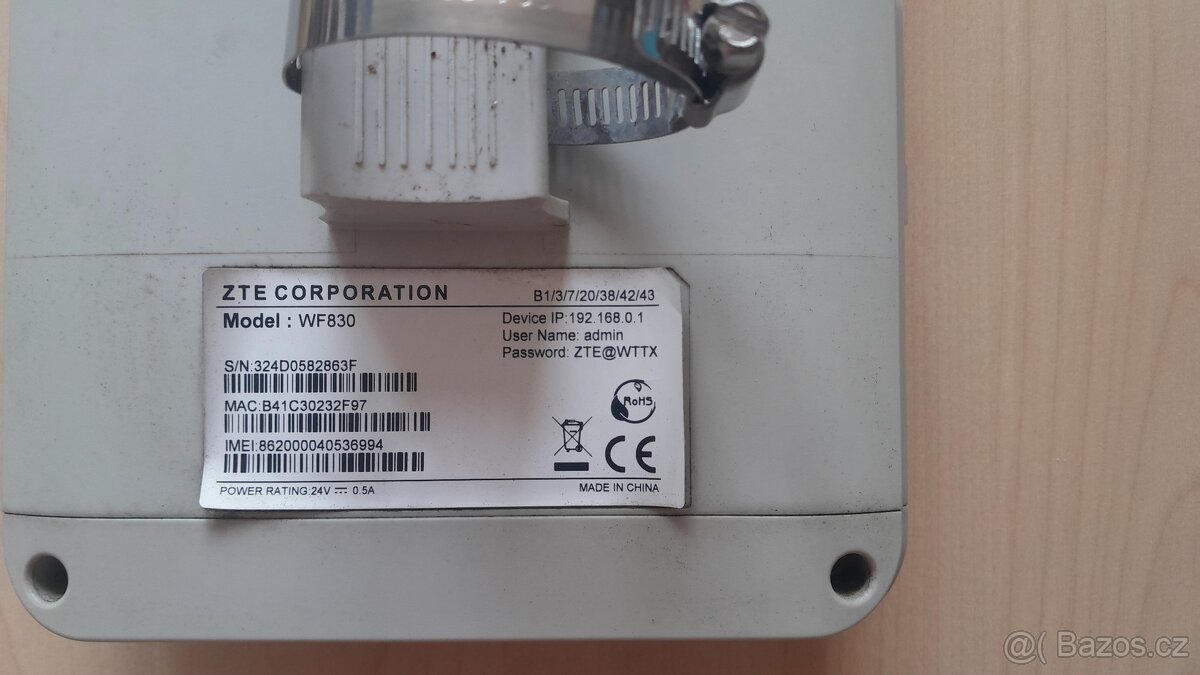 ZTE CORPORATION
B1/3/7/20/38/42/43
Model : WF830
Device IP:192.168.0.1
User Name: admin
Password: ZTE@WTTX
S/N:324D0582863F
MAC:B41C30232F97
IMEI:862000040536994
RoHS
CE
POWER RATING:24V ⎓ 0.5A
MADE IN CHINA
@( Bazos.cz